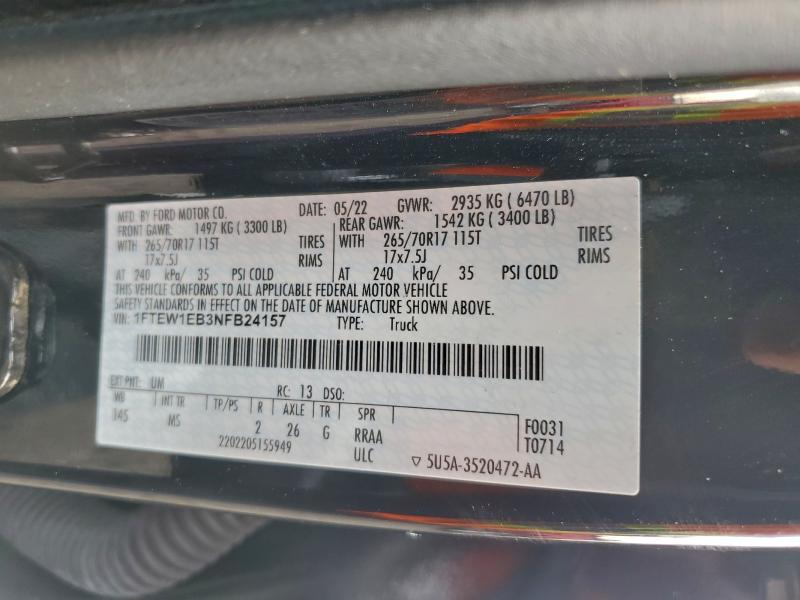 MFD. BY FORD MOTOR CO. DATE: 05/22 GVWR: 2935 KG ( 6470 LB)
FRONT GAWR: 1497 KG ( 3300 LB) REAR GAWR: 1542 KG ( 3400 LB)
WITH 265/70R17 115T TIRES WITH 265/70R17 115T TIRES
17x7.5J RIMS 17x7.5J RIMS
AT 240 kPa/ 35 PSI COLD AT 240 kPa/ 35 PSI COLD
THIS VEHICLE CONFORMS TO ALL APPLICABLE FEDERAL MOTOR VEHICLE
SAFETY STANDARDS IN EFFECT ON THE DATE OF MANUFACTURE SHOWN ABOVE.
VIN: 1FTEW1EB3NFB24157 TYPE: Truck
EXT PNT: UM RC: 13 DSO:
WB INT TR TP/PS R AXLE TR SPR
145 MS 2 26 G RRAA F0031
2202205155949 ULC T0714
▽ 5U5A-3520472-AA